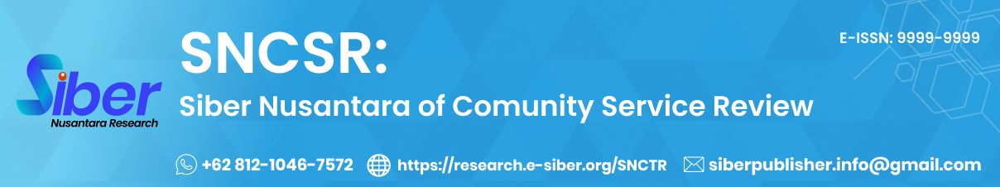 SNCSR:
E-ISSN: 9999-9999
Siber
Nusantara Research
Siber Nusantara of Comunity Service Review
+62 812-1046-7572
https://research.e-siber.org/SNCTR
siberpublisher.info@gmail.com